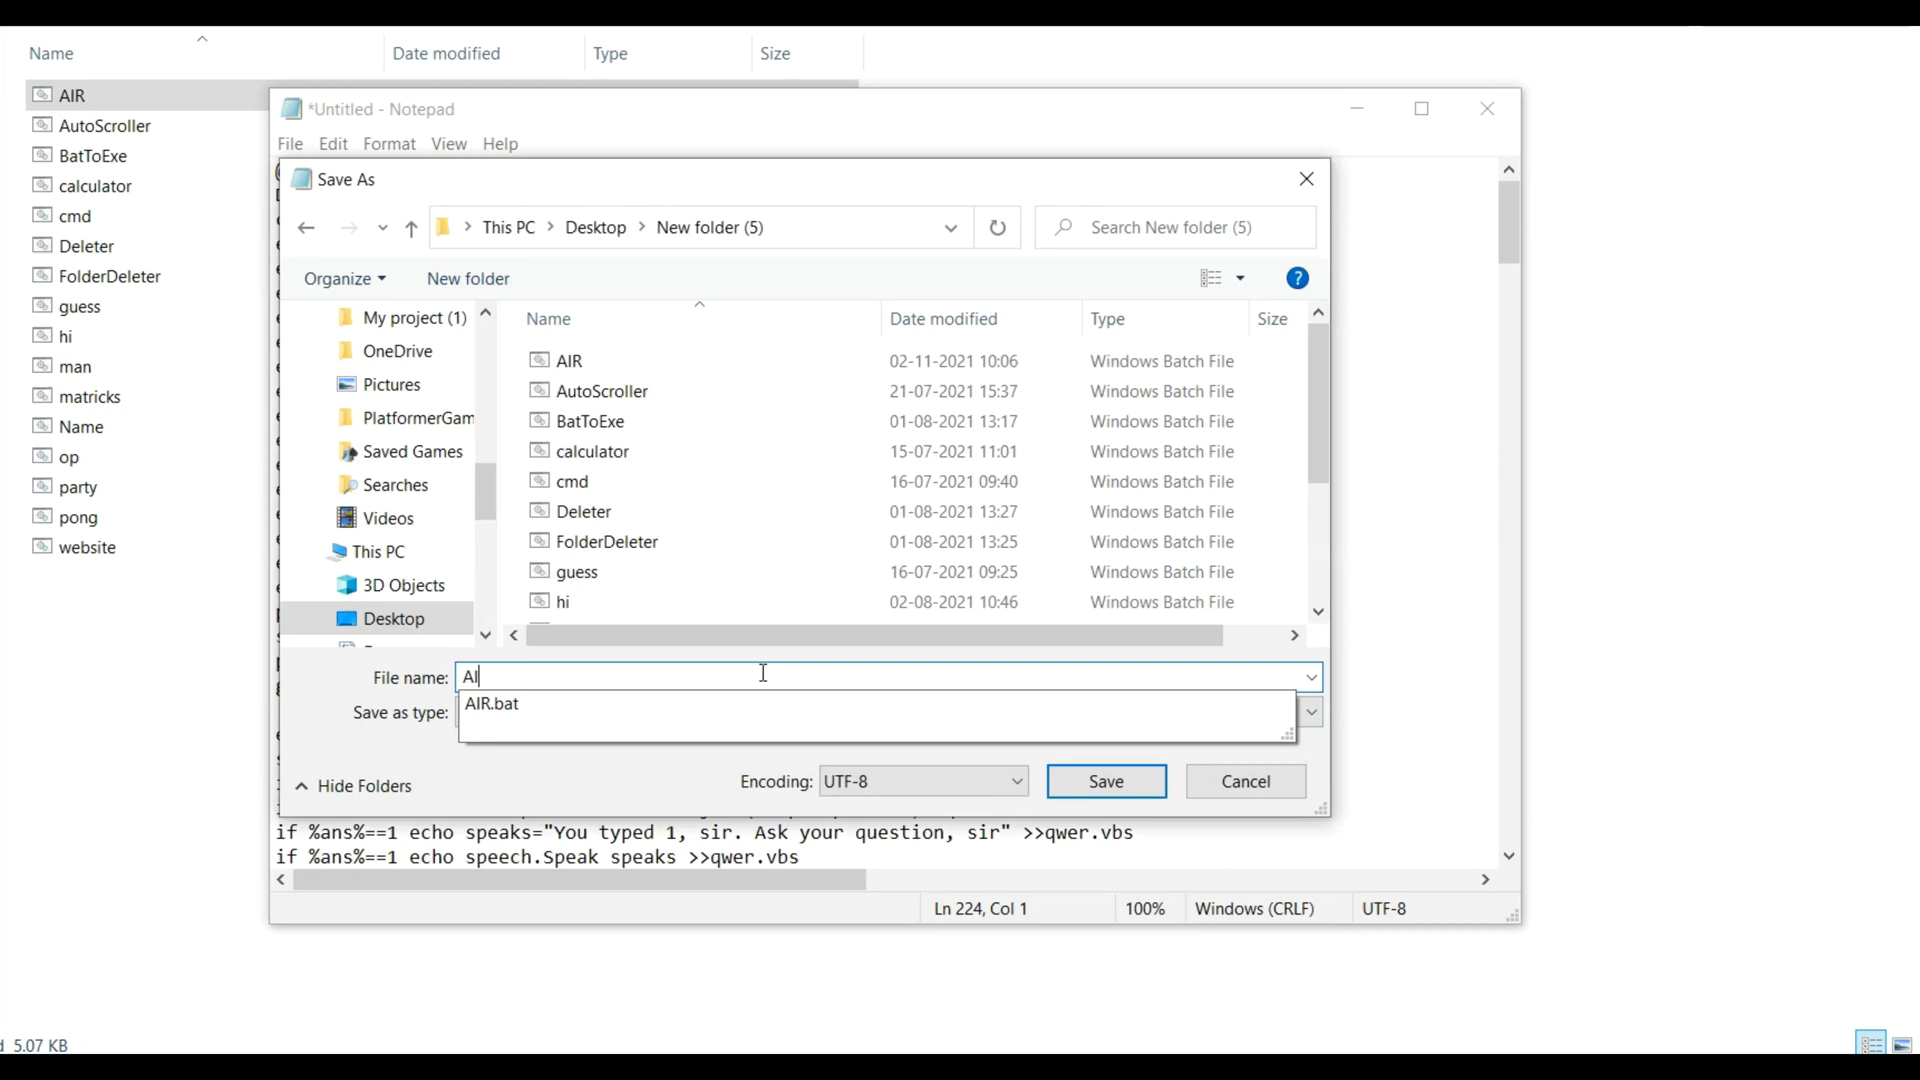 Name Date modified Type Size
AIR
AutoScroller
BatToExe
calculator
cmd
Deleter
FolderDeleter
guess
hi
man
matricks
Name
op
party
pong
website
*Untitled - Notepad
File Edit Format View Help
Save As
This PC > Desktop > New folder (5)
Search New folder (5)
Organize New folder
My project (1)
OneDrive
Pictures
PlatformerGam
Saved Games
Searches
Videos
This PC
3D Objects
Desktop
Name Date modified Type Size
AIR 02-11-2021 10:06 Windows Batch File
AutoScroller 21-07-2021 15:37 Windows Batch File
BatToExe 01-08-2021 13:17 Windows Batch File
calculator 15-07-2021 11:01 Windows Batch File
cmd 16-07-2021 09:40 Windows Batch File
Deleter 01-08-2021 13:27 Windows Batch File
FolderDeleter 01-08-2021 13:25 Windows Batch File
guess 16-07-2021 09:25 Windows Batch File
hi 02-08-2021 10:46 Windows Batch File
File name: AI
AIR.bat
Save as type:
Hide Folders Encoding: UTF-8 Save Cancel
if %ans%==1 echo speaks="You typed 1, sir. Ask your question, sir" >>qwer.vbs
if %ans%==1 echo speech.Speak speaks >>qwer.vbs
Ln 224, Col 1 100% Windows (CRLF) UTF-8
5.07 KB